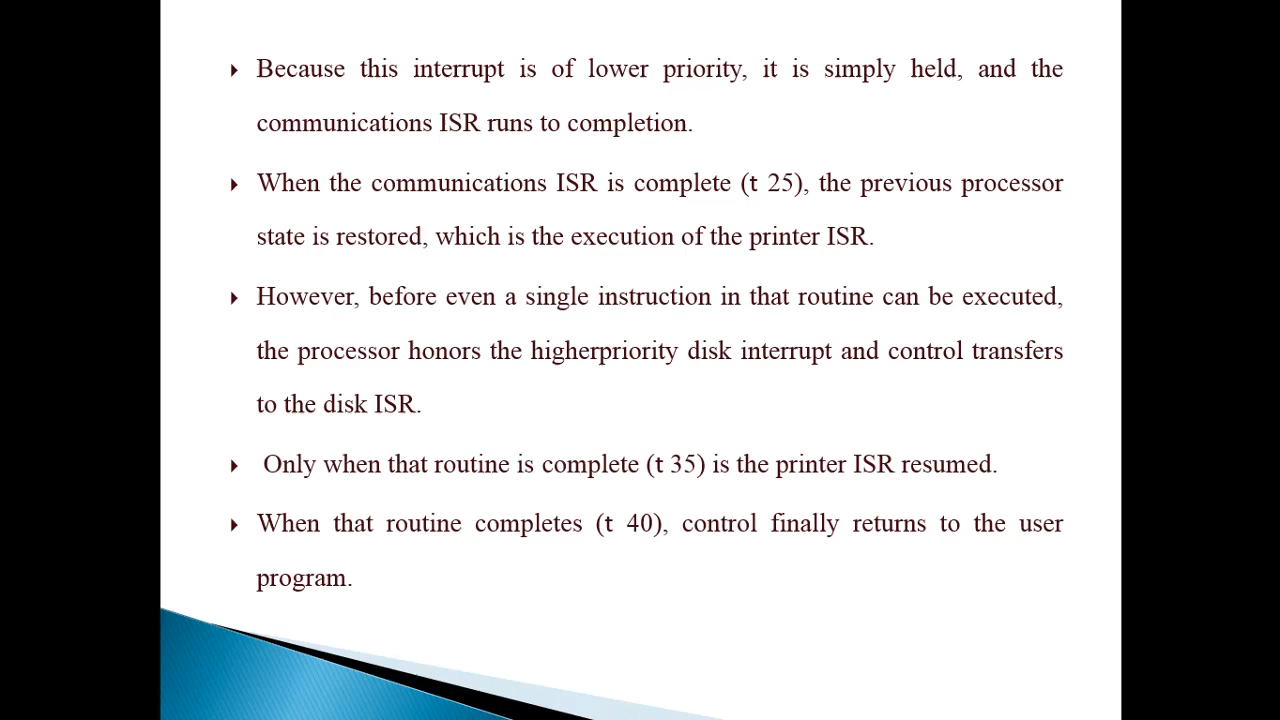 Because this interrupt is of lower priority, it is simply held, and the
communications ISR runs to completion.
When the communications ISR is complete (t 25), the previous processor
state is restored, which is the execution of the printer ISR.
However, before even a single instruction in that routine can be executed,
the processor honors the higherpriority disk interrupt and control transfers
to the disk ISR.
Only when that routine is complete (t 35) is the printer ISR resumed.
When that routine completes (t 40), control finally returns to the user
program.